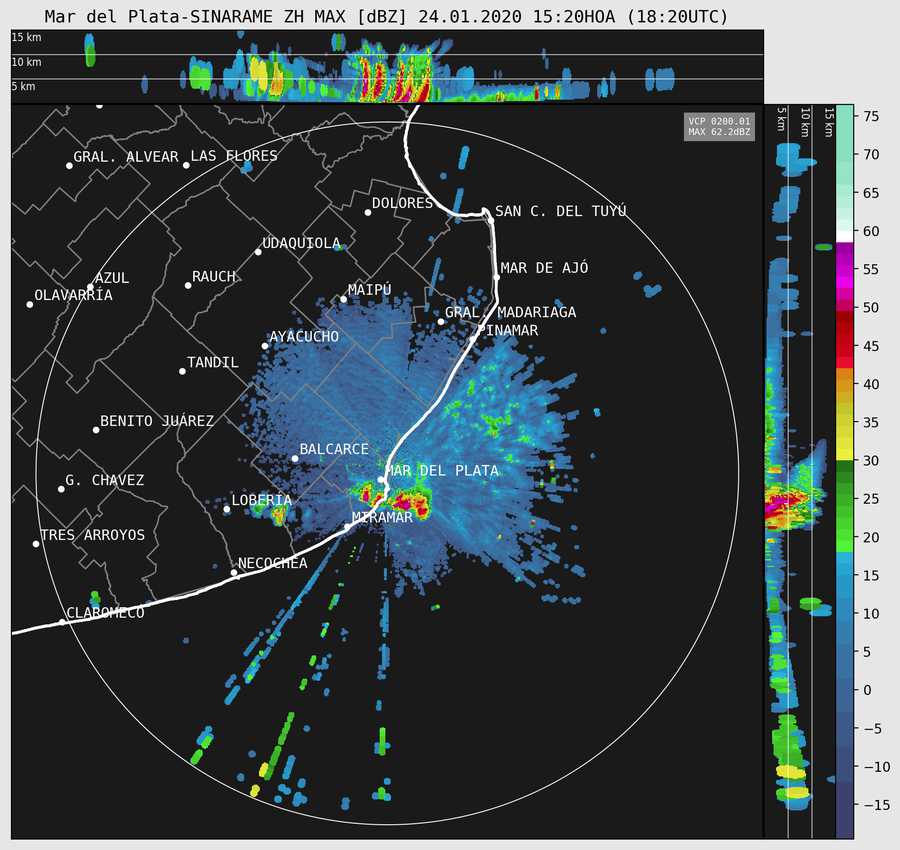 Mar del Plata-SINARAME ZH MAX [dBZ] 24.01.2020 15:20HOA (18:20UTC)
15 km
10 km
5 km
5 km
10 km
15 km
VCP 0200.01
MAX 62.2dBZ
GRAL. ALVEAR
LAS FLORES
DOLORES
SAN C. DEL TUYÚ
UDAQUIOLA
MAR DE AJÓ
AZUL
RAUCH
OLAVARRÍA
MAIPÚ
GRAL. MADARIAGA
PINAMAR
AYACUCHO
TANDIL
BENITO JUÁREZ
BALCARCE
MAR DEL PLATA
G. CHAVEZ
LOBERÍA
MIRAMAR
TRES ARROYOS
NECOCHEA
CLAROMECÓ
75
70
65
60
55
50
45
40
35
30
25
20
15
10
5
0
−5
−10
−15